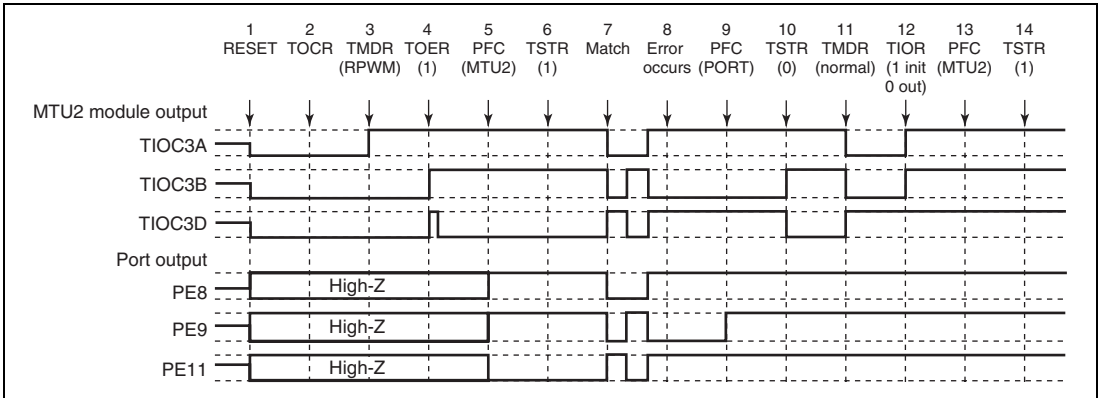 1 2 3 4 5 6 7 8 9 10 11 12 13 14
RESET TOCR TMDR TOER PFC TSTR Match Error PFC TSTR TMDR TIOR PFC TSTR
(RPWM) (1) (MTU2) (1) occurs (PORT) (0) (normal) (1 init (MTU2) (1)
0 out)
MTU2 module output
TIOC3A
TIOC3B
TIOC3D
Port output
PE8 High-Z
PE9 High-Z
PE11 High-Z